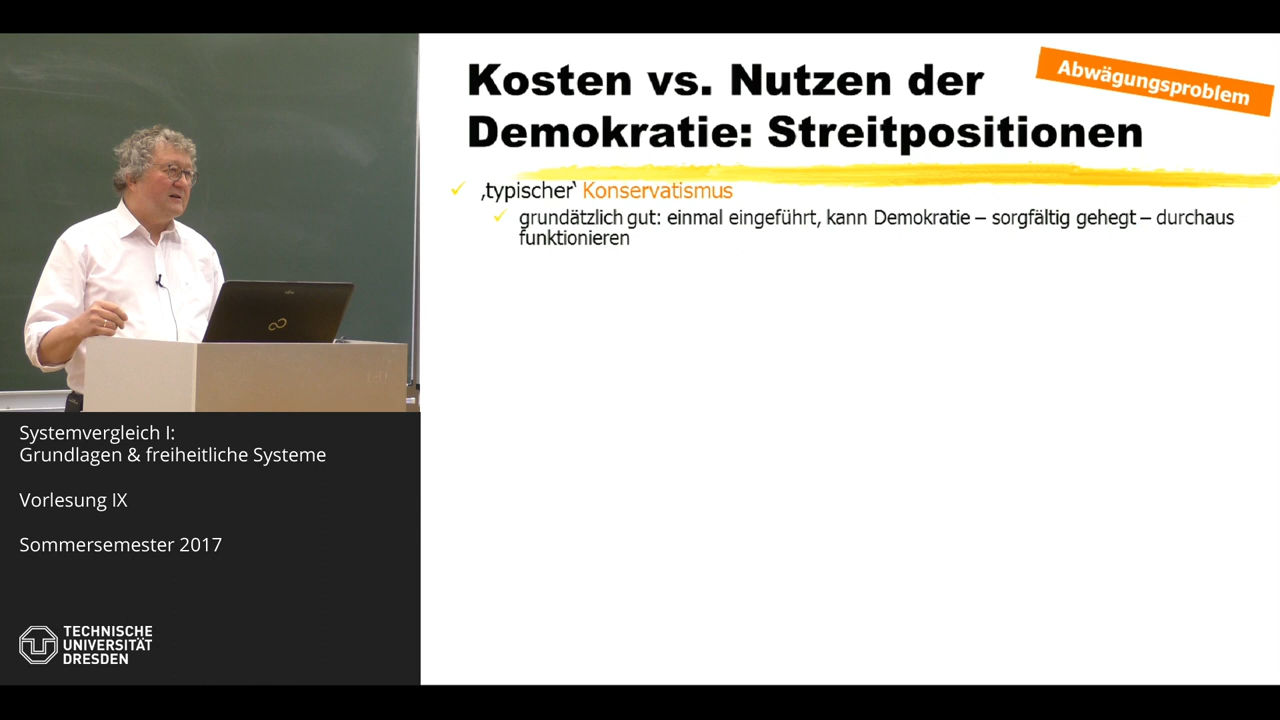 Kosten vs. Nutzen der
Demokratie: Streitpositionen
Abwägungsproblem
‚typischer‛ Konservatismus
grundätzlich gut: einmal eingeführt, kann Demokratie – sorgfältig gehegt – durchaus
funktionieren
Systemvergleich I:
Grundlagen & freiheitliche Systeme
Vorlesung IX
Sommersemester 2017
TECHNISCHE
UNIVERSITÄT
DRESDEN